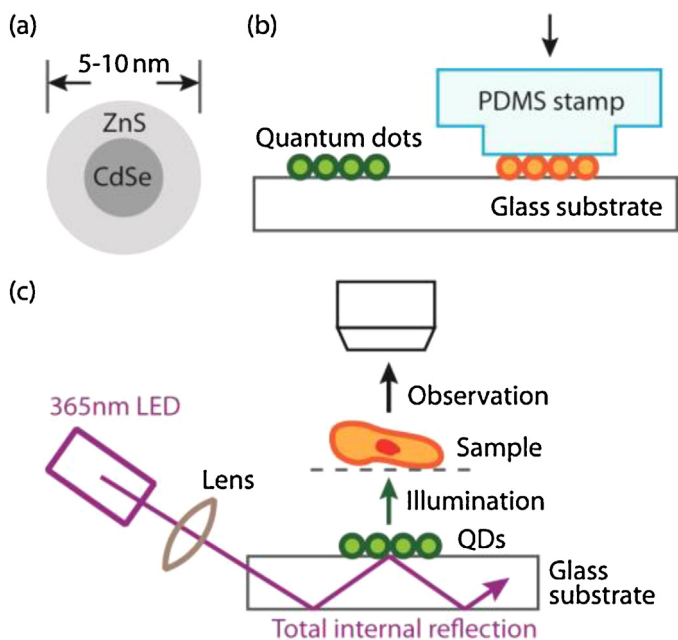 (a)
5-10 nm
ZnS
CdSe
(b)
PDMS stamp
Quantum dots
Glass substrate
(c)
365nm LED
Lens
Observation
Sample
Illumination
QDs
Glass
substrate
Total internal reflection